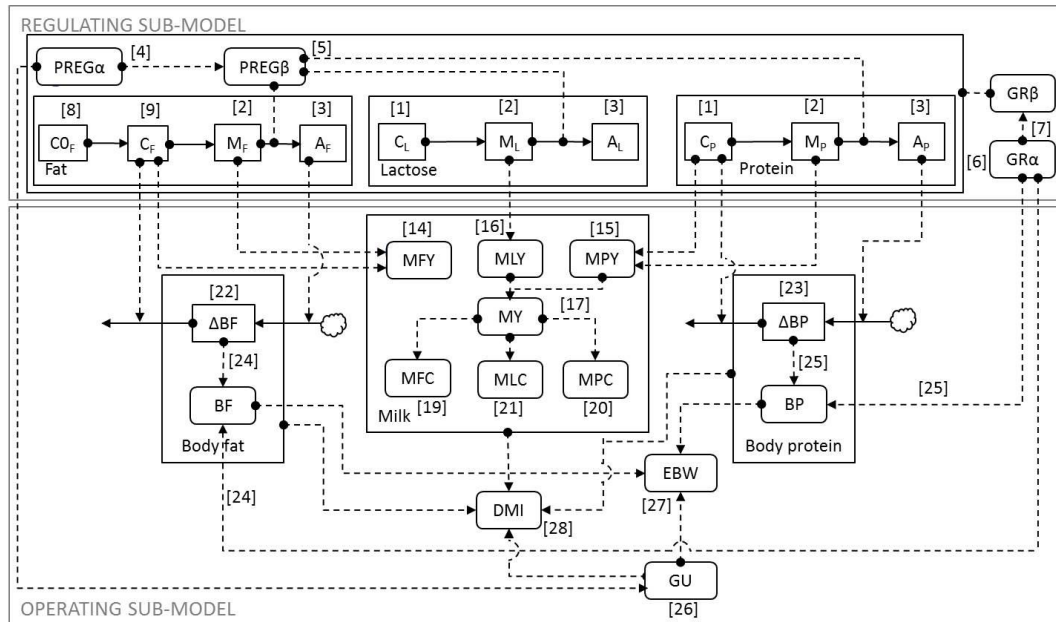 REGULATING SUB-MODEL
[4] [5]
PREGα PREGβ
GRβ
[8] [9] [2] [3] [1] [2] [3] [1] [2] [3]
[7]
C0F CF MF AF CL ML AL CP MP AP
[6] GRα
Fat Lactose Protein
[14] [16] [15]
MFY MLY MPY
[22] [23]
[17]
ΔBF MY ΔBP
[24] [25]
MFC MLC MPC
[25]
BF BP
[19] [21] [20]
Milk
Body fat Body protein
EBW
[24] [27]
DMI
[28]
GU
OPERATING SUB-MODEL [26]